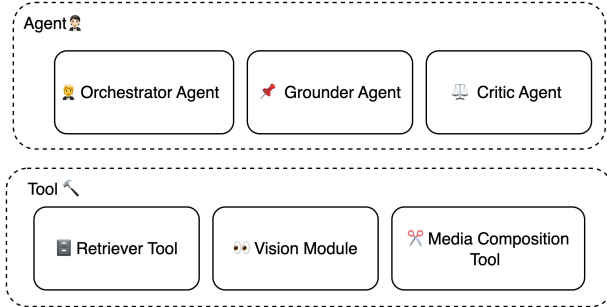 Agent
Orchestrator Agent
Grounder Agent
Critic Agent
Tool
Retriever Tool
Vision Module
Media Composition
Tool